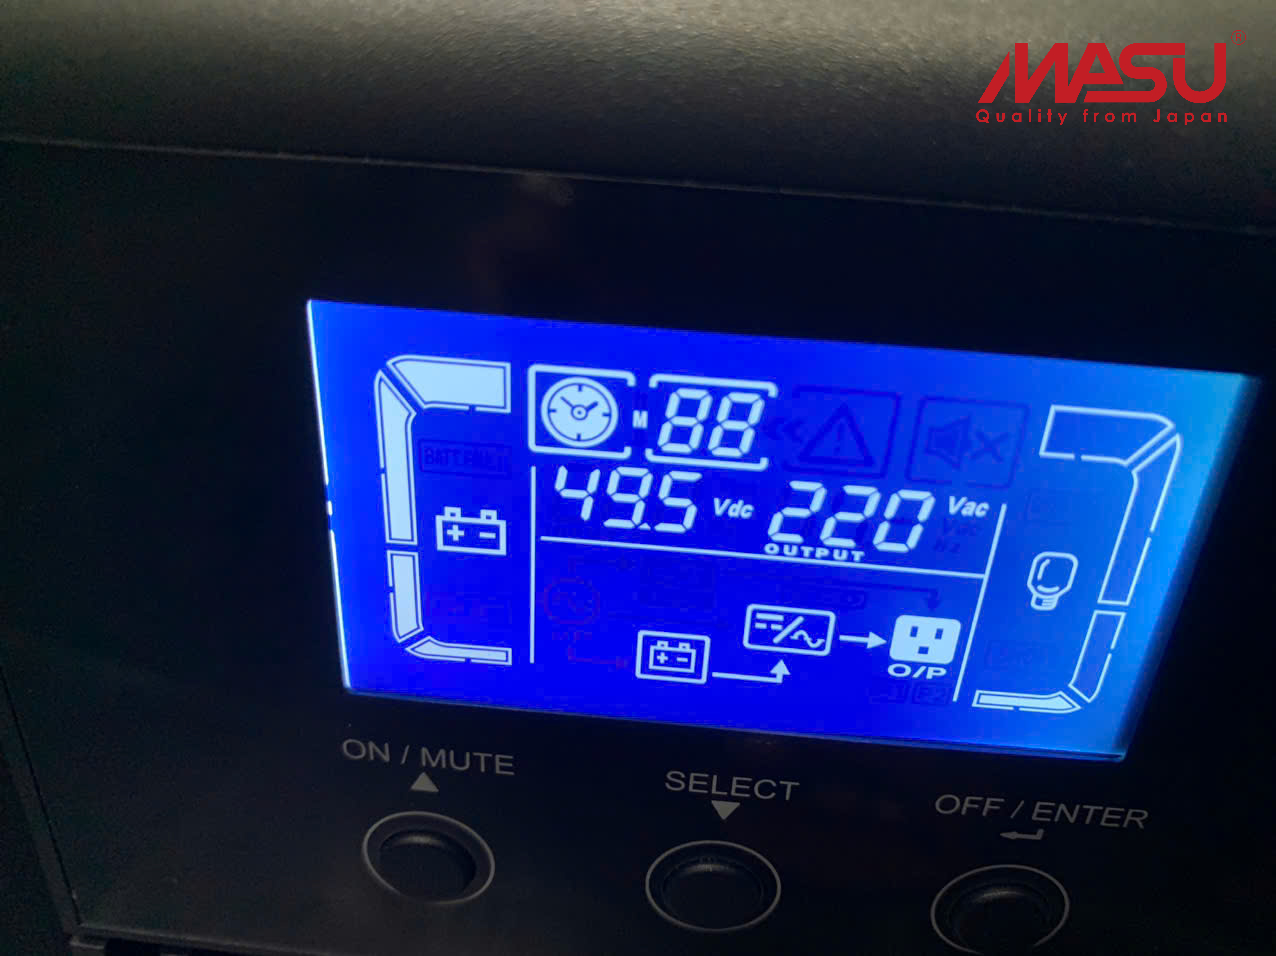 MASU®
Quality from Japan
M 88
49.5 Vdc 220 Vac
OUTPUT
O/P
ON / MUTE
SELECT
OFF / ENTER